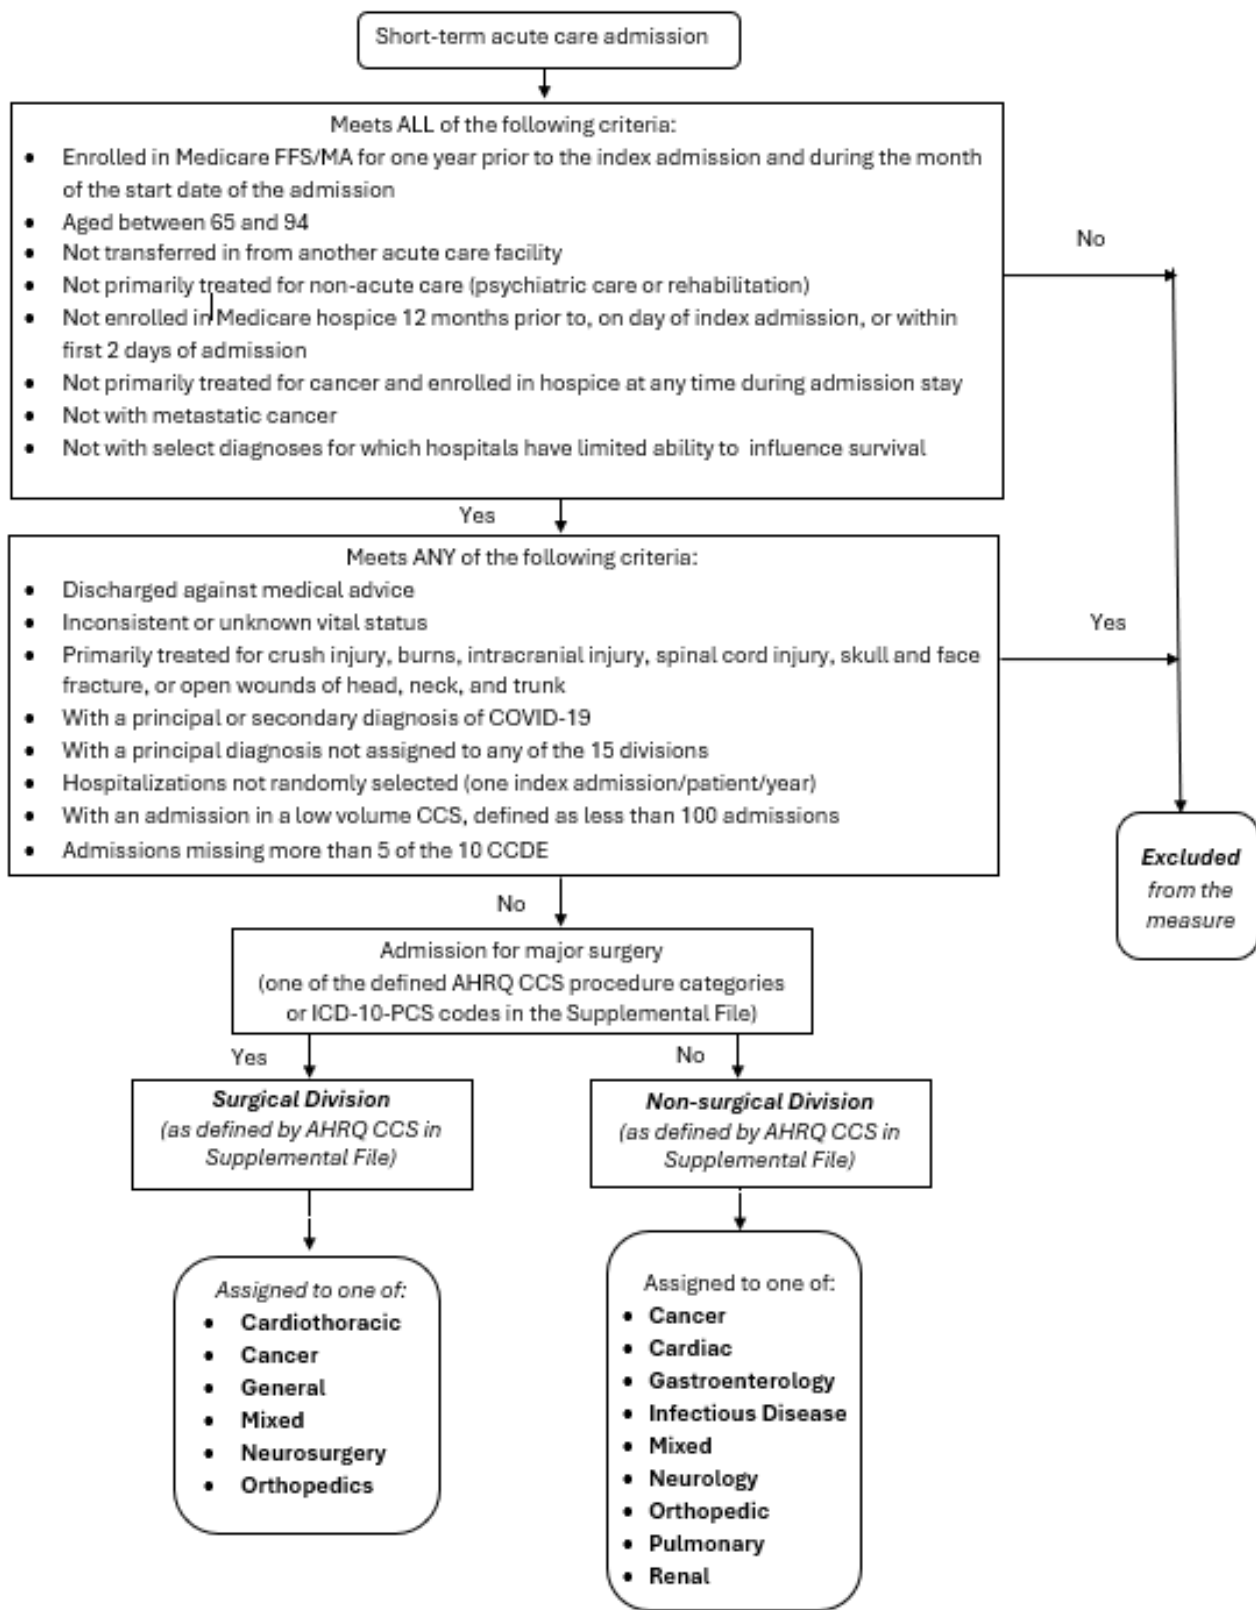 Short-term acute care admission
Meets ALL of the following criteria:
• Enrolled in Medicare FFS/MA for one year prior to the index admission and during the month
of the start date of the admission
• Aged between 65 and 94
• Not transferred in from another acute care facility
• Not primarily treated for non-acute care (psychiatric care or rehabilitation)
• Not enrolled in Medicare hospice 12 months prior to, on day of index admission, or within
first 2 days of admission
• Not primarily treated for cancer and enrolled in hospice at any time during admission stay
• Not with metastatic cancer
• Not with select diagnoses for which hospitals have limited ability to influence survival
No
Yes
Meets ANY of the following criteria:
• Discharged against medical advice
• Inconsistent or unknown vital status
• Primarily treated for crush injury, burns, intracranial injury, spinal cord injury, skull and face
fracture, or open wounds of head, neck, and trunk
• With a principal or secondary diagnosis of COVID-19
• With a principal diagnosis not assigned to any of the 15 divisions
• Hospitalizations not randomly selected (one index admission/patient/year)
• With an admission in a low volume CCS, defined as less than 100 admissions
• Admissions missing more than 5 of the 10 CCDE
Yes
Excluded
from the
measure
No
Admission for major surgery
(one of the defined AHRQ CCS procedure categories
or ICD-10-PCS codes in the Supplemental File)
Yes
No
Surgical Division
(as defined by AHRQ CCS in
Supplemental File)
Non-surgical Division
(as defined by AHRQ CCS in
Supplemental File)
Assigned to one of:
• Cardiothoracic
• Cancer
• General
• Mixed
• Neurosurgery
• Orthopedics
Assigned to one of:
• Cancer
• Cardiac
• Gastroenterology
• Infectious Disease
• Mixed
• Neurology
• Orthopedic
• Pulmonary
• Renal